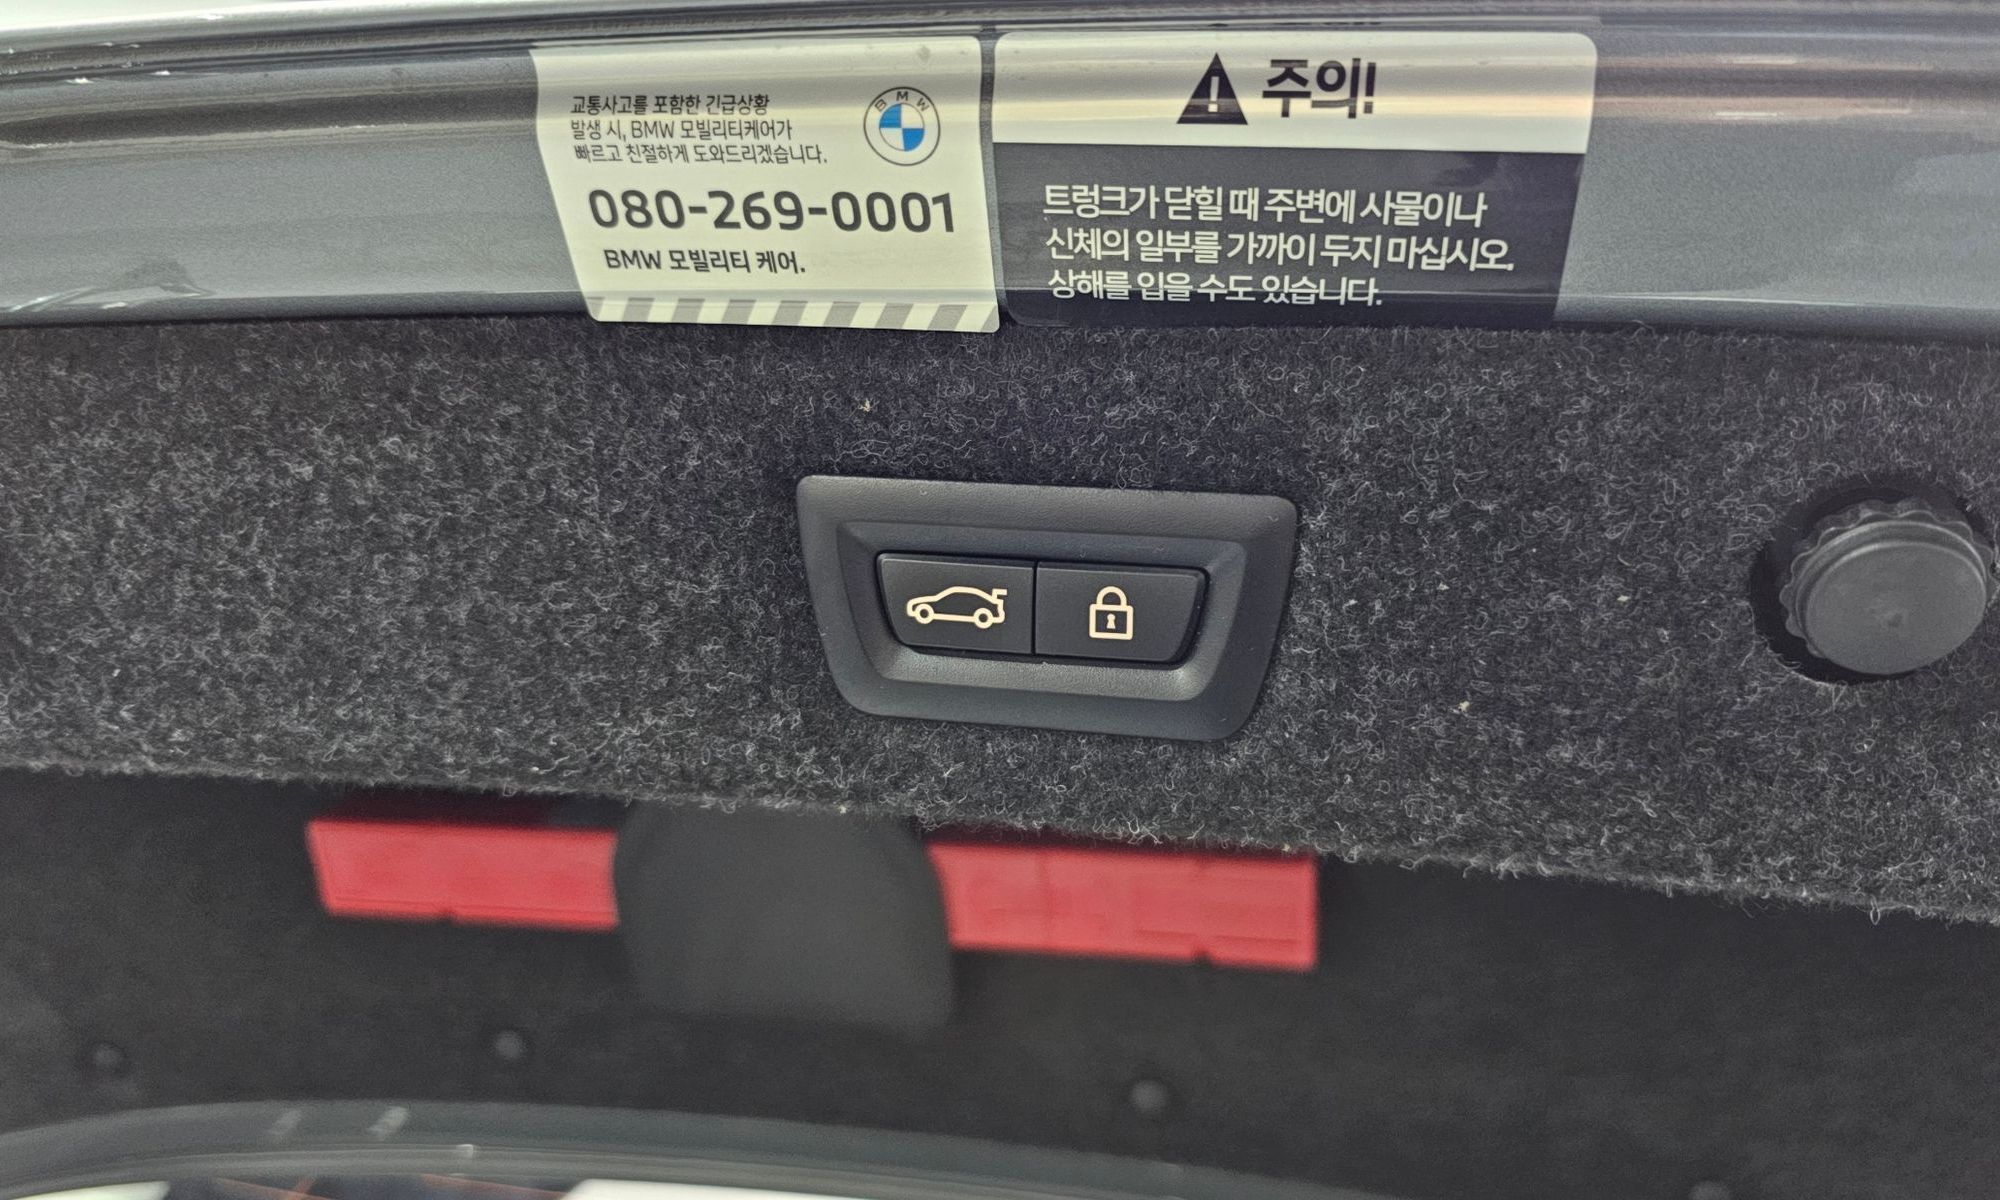 교통사고를 포함한 긴급상황
발생 시, BMW 모빌리티케어가
빠르고 친절하게 도와드리겠습니다.
BMW
080-269-0001
BMW 모빌리티 케어.
주의!
트렁크가 닫힐 때 주변에 사물이나
신체의 일부를 가까이 두지 마십시오.
상해를 입을 수도 있습니다.